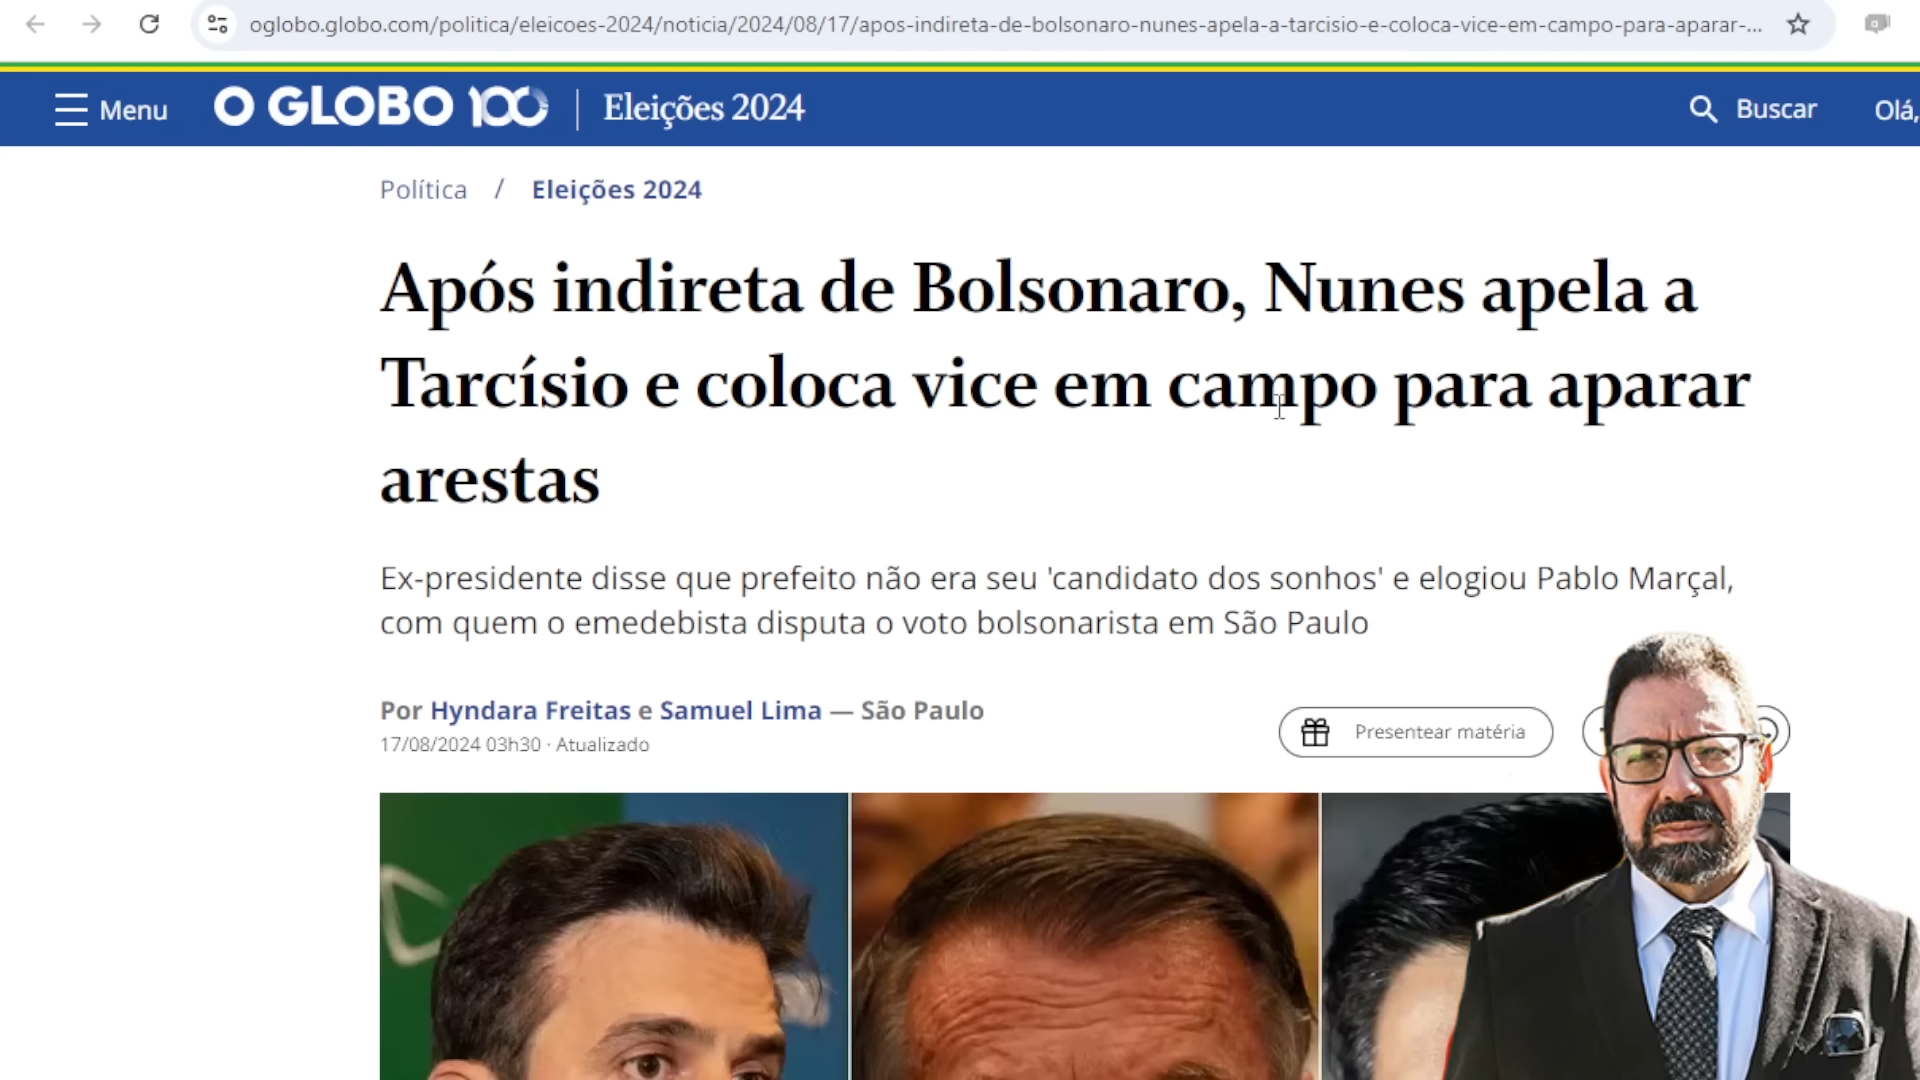 oglobo.globo.com/politica/eleicoes-2024/noticia/2024/08/17/apos-indireta-de-bolsonaro-nunes-apela-a-tarcisio-e-coloca-vice-em-campo-para-aparar-...
Menu O GLOBO 100 Eleições 2024 Buscar Olá,
Política / Eleições 2024
Após indireta de Bolsonaro, Nunes apela a
Tarcísio e coloca vice em campo para aparar
arestas
Ex-presidente disse que prefeito não era seu 'candidato dos sonhos' e elogiou Pablo Marçal,
com quem o emedebista disputa o voto bolsonarista em São Paulo
Por Hyndara Freitas e Samuel Lima — São Paulo
17/08/2024 03h30 · Atualizado
Presentear matéria